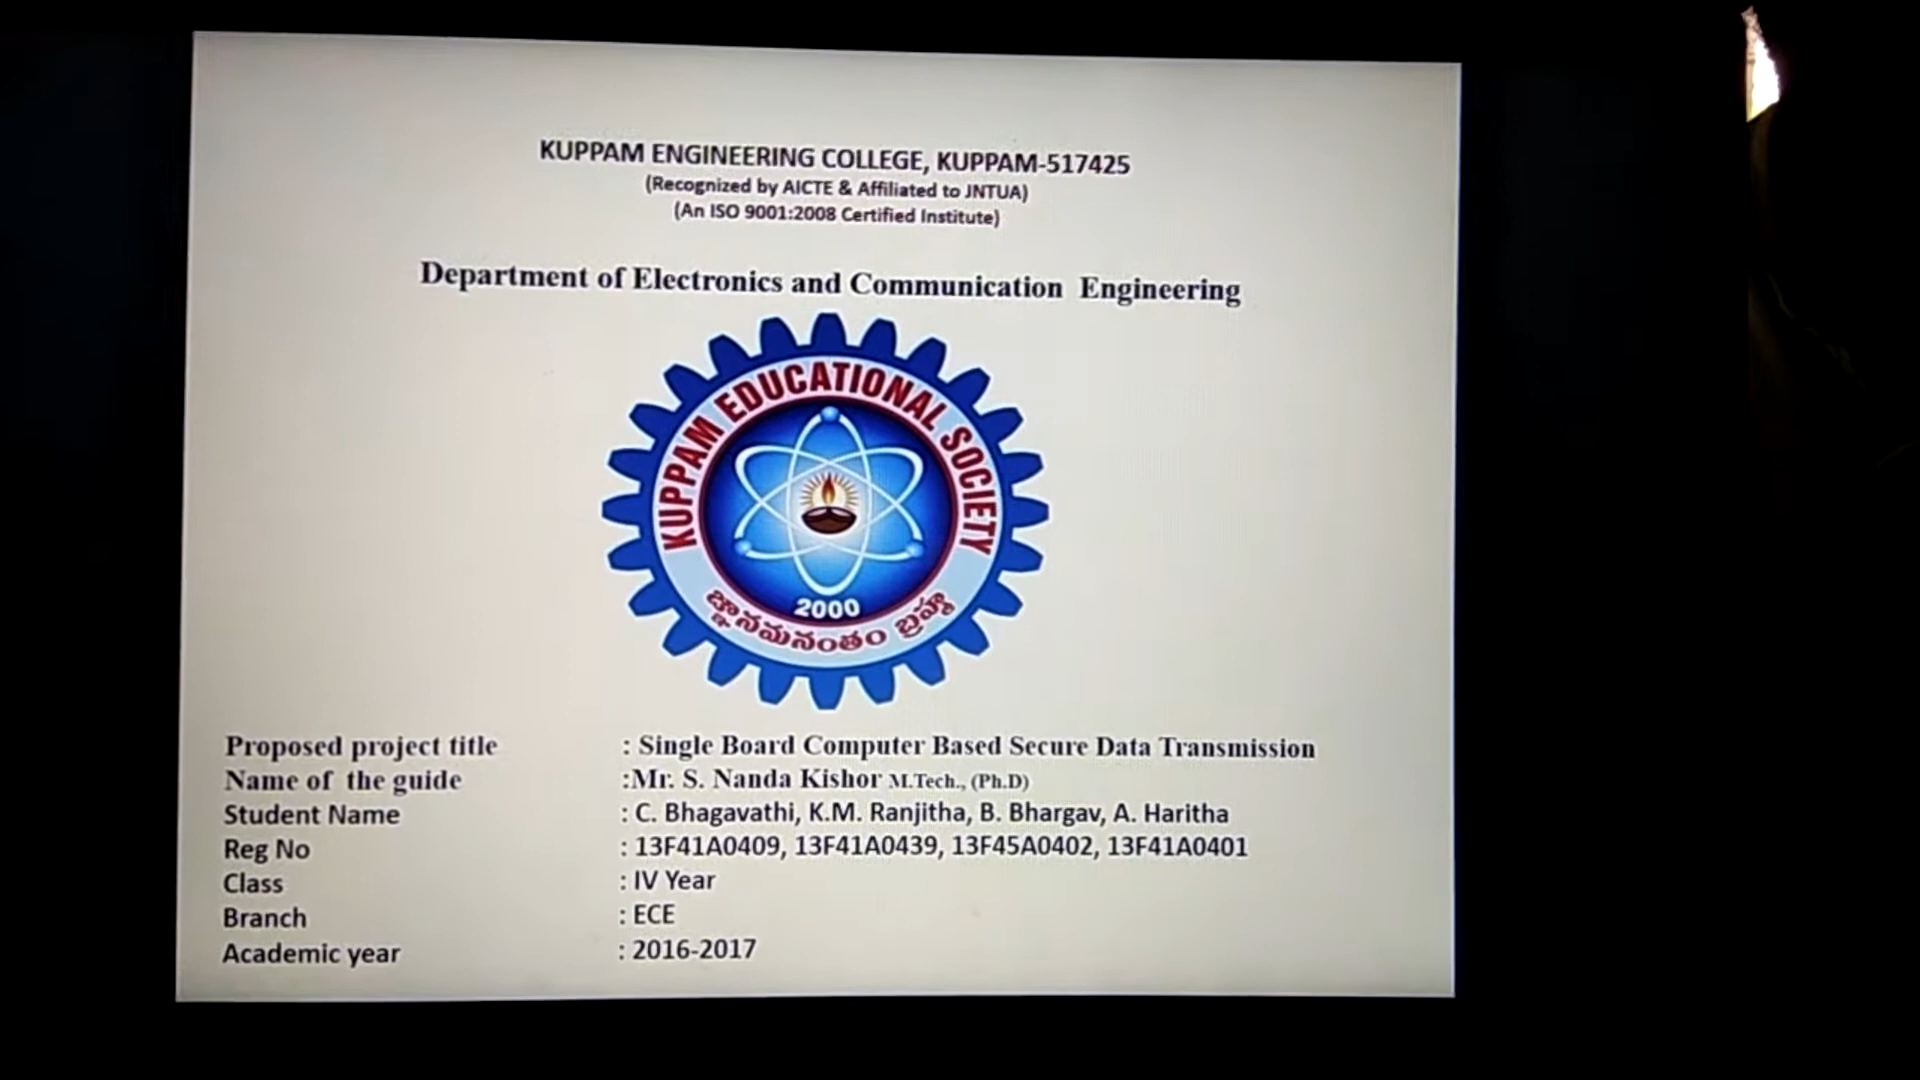 KUPPAM ENGINEERING COLLEGE, KUPPAM-517425
(Recognized by AICTE & Affiliated to JNTUA)
(An ISO 9001:2008 Certified Institute)
Department of Electronics and Communication Engineering
KUPPAM EDUCATIONAL SOCIETY
2000
జ్ఞానమనంతం బ్రహ్మ
Proposed project title : Single Board Computer Based Secure Data Transmission
Name of the guide :Mr. S. Nanda Kishor M.Tech., (Ph.D)
Student Name : C. Bhagavathi, K.M. Ranjitha, B. Bhargav, A. Haritha
Reg No : 13F41A0409, 13F41A0439, 13F45A0402, 13F41A0401
Class : IV Year
Branch : ECE
Academic year : 2016-2017